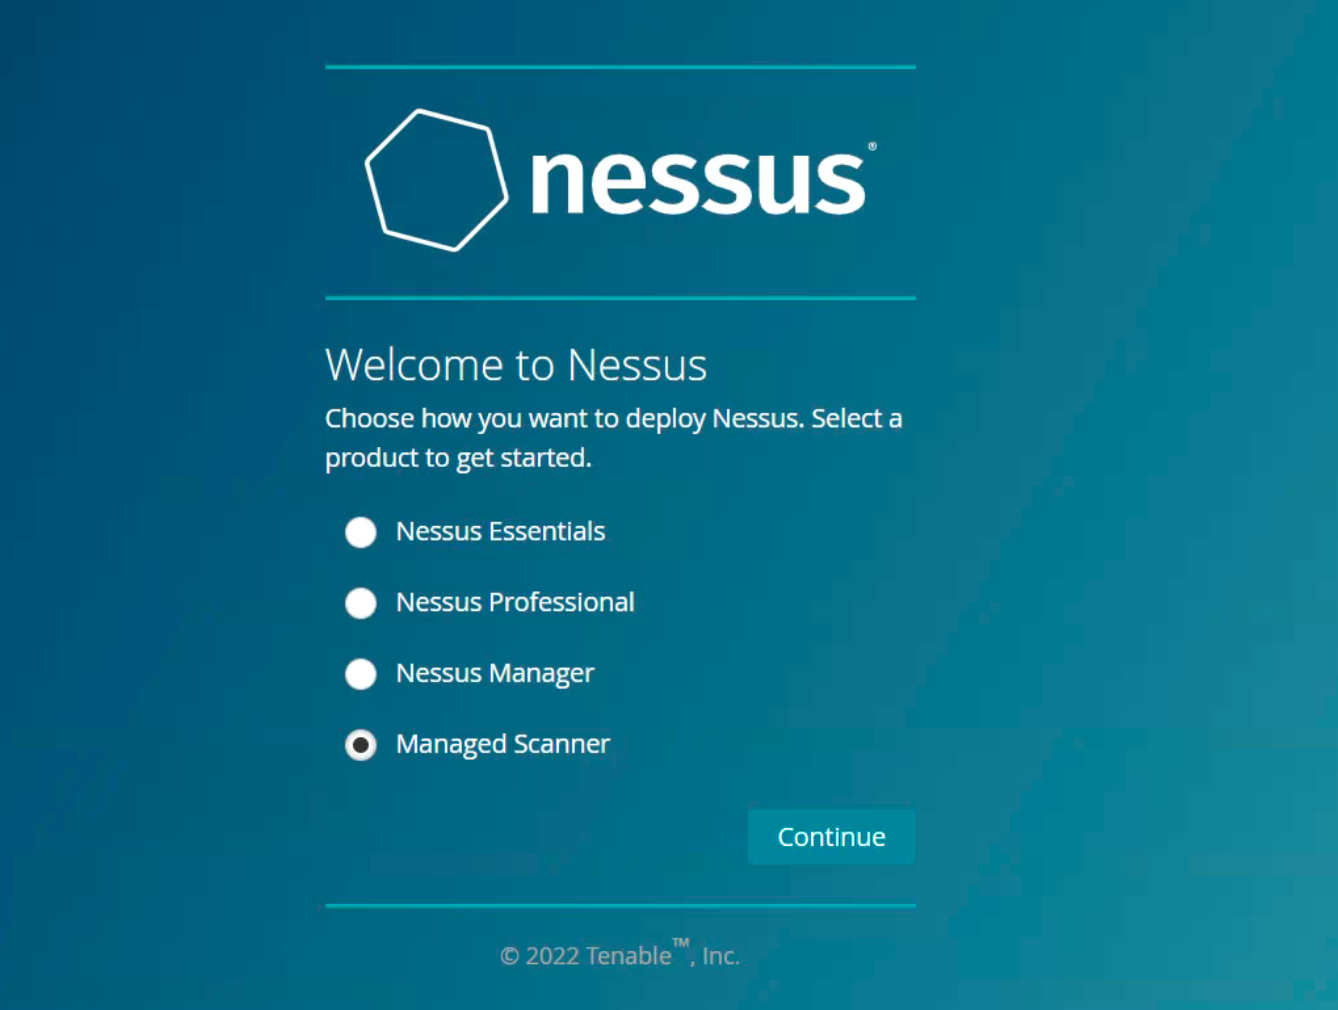 nessus®
Welcome to Nessus
Choose how you want to deploy Nessus. Select a
product to get started.
Nessus Essentials
Nessus Professional
Nessus Manager
Managed Scanner
Continue
© 2022 Tenable™, Inc.